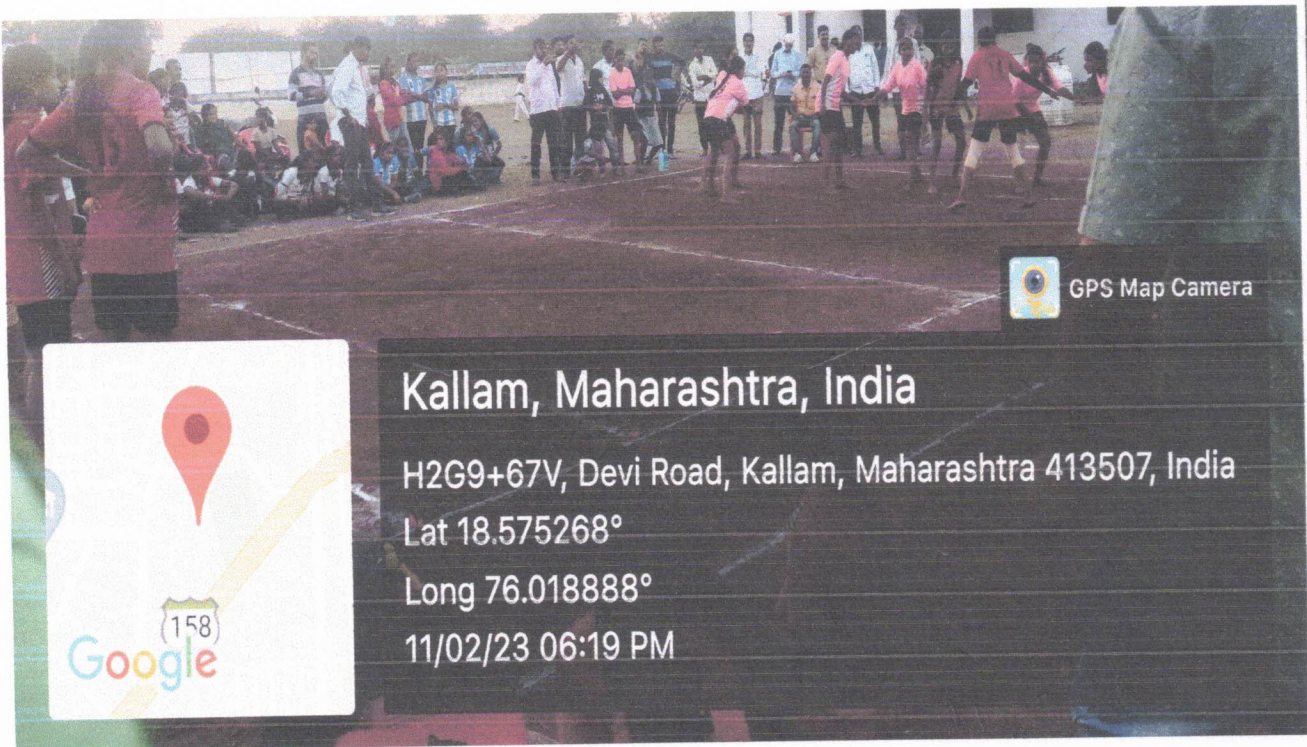 GPS Map Camera
Kallam, Maharashtra, India
H2G9+67V, Devi Road, Kallam, Maharashtra 413507, India
Lat 18.575268°
Long 76.018888°
11/02/23 06:19 PM
158
Google